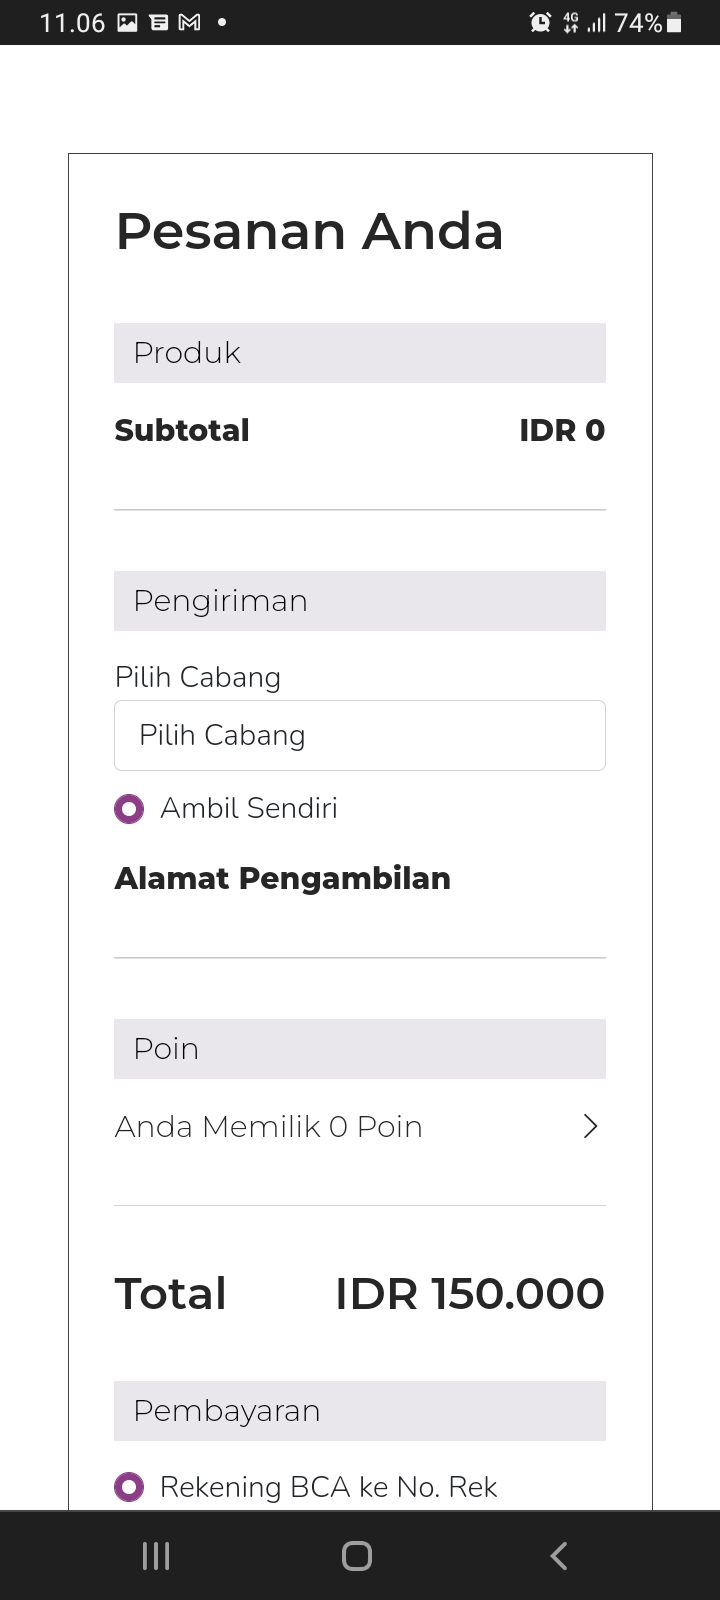 11.06 4G 74%
Pesanan Anda
Produk
Subtotal IDR 0
Pengiriman
Pilih Cabang
Pilih Cabang
Ambil Sendiri
Alamat Pengambilan
Poin
Anda Memilik 0 Poin
Total IDR 150.000
Pembayaran
Rekening BCA ke No. Rek